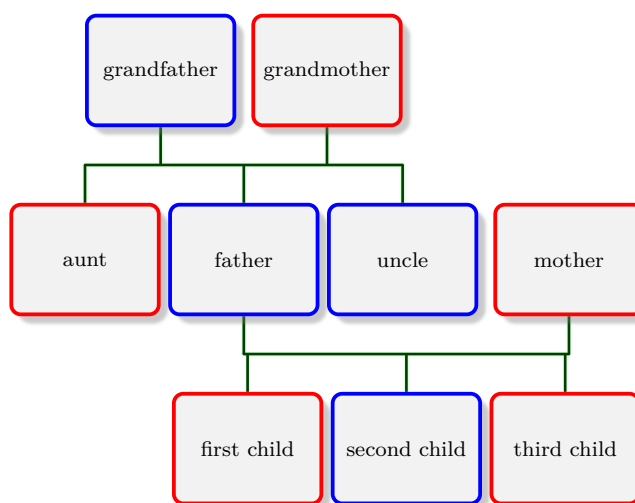 grandfather
grandmother
aunt
father
uncle
mother
first child
second child
third child